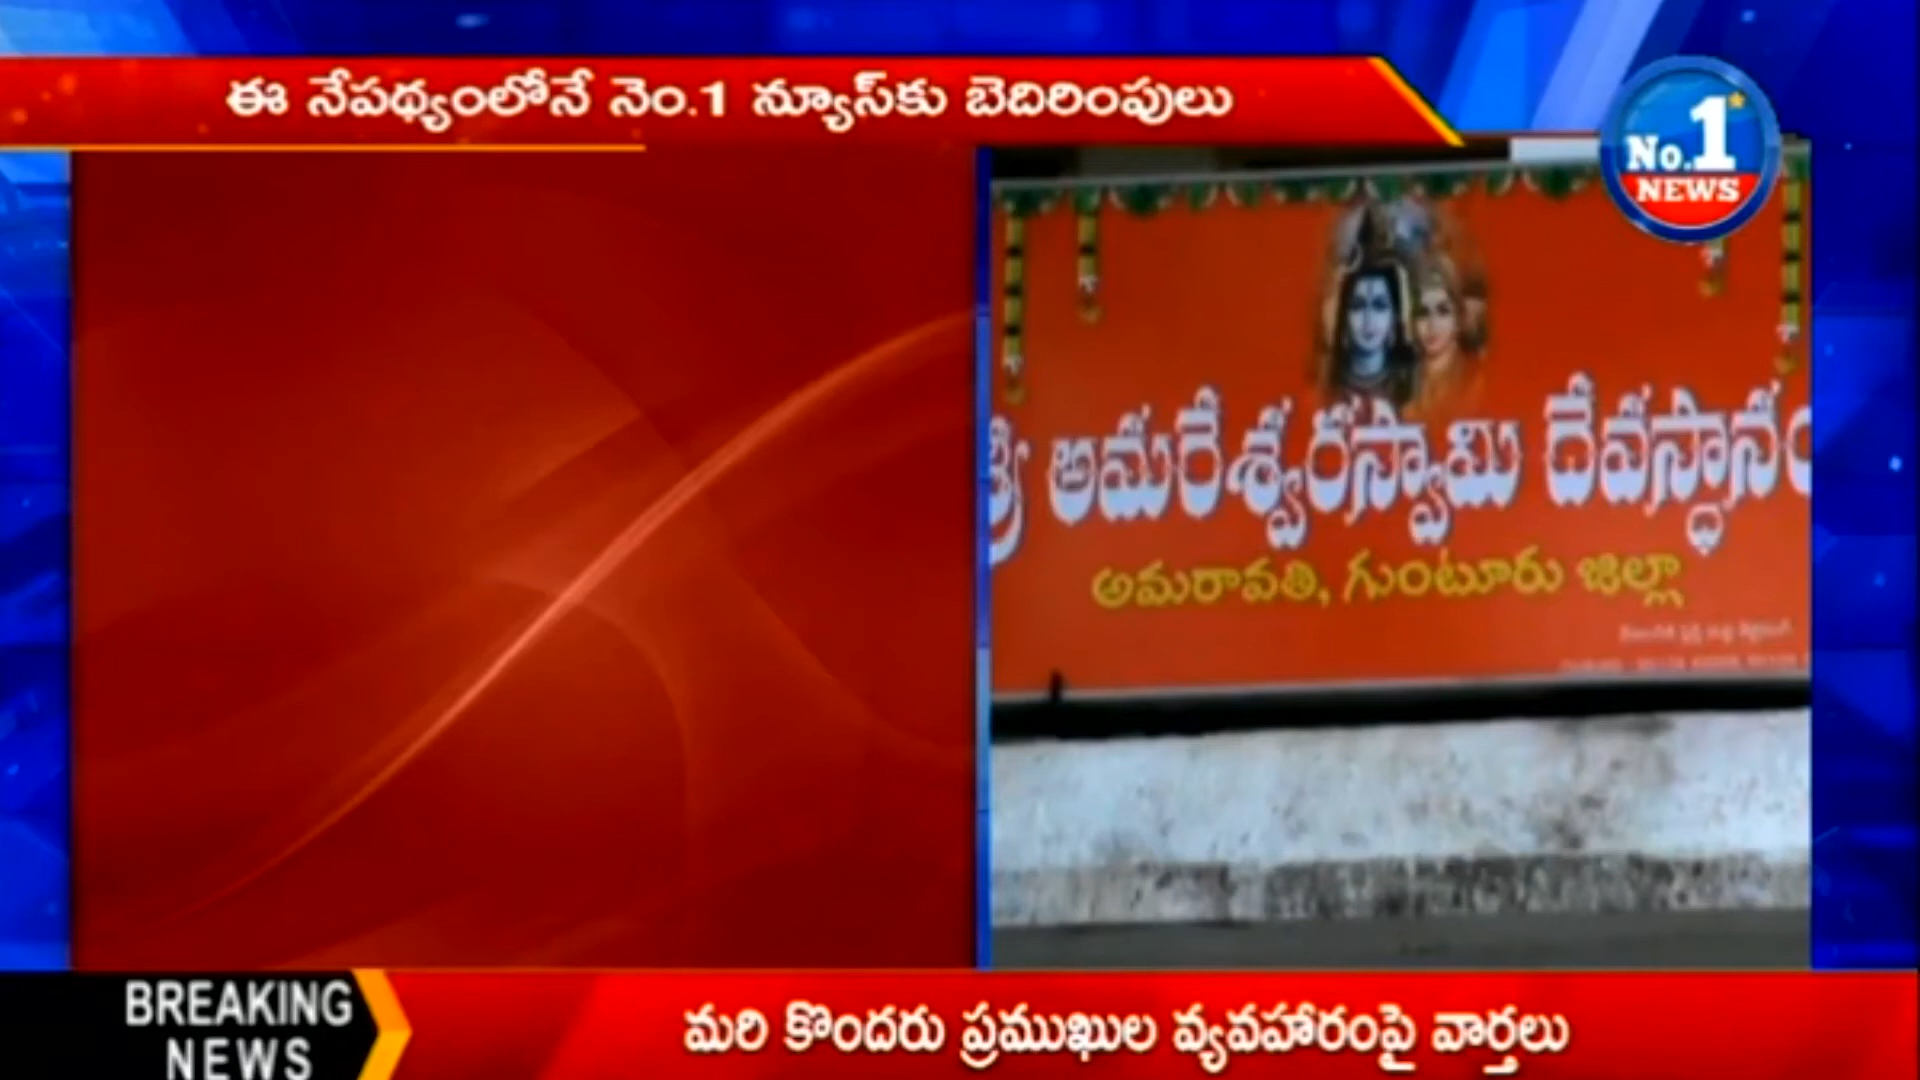 ఈ నేపథ్యంలోనే నెం.1 న్యూస్‌కు బెదిరింపులు
No.1
NEWS
శ్రీ అమరేశ్వరస్వామి దేవస్థానం
అమరావతి, గుంటూరు జిల్లా
BREAKING
NEWS
మరి కొందరు ప్రముఖుల వ్యవహారంపై వార్తలు